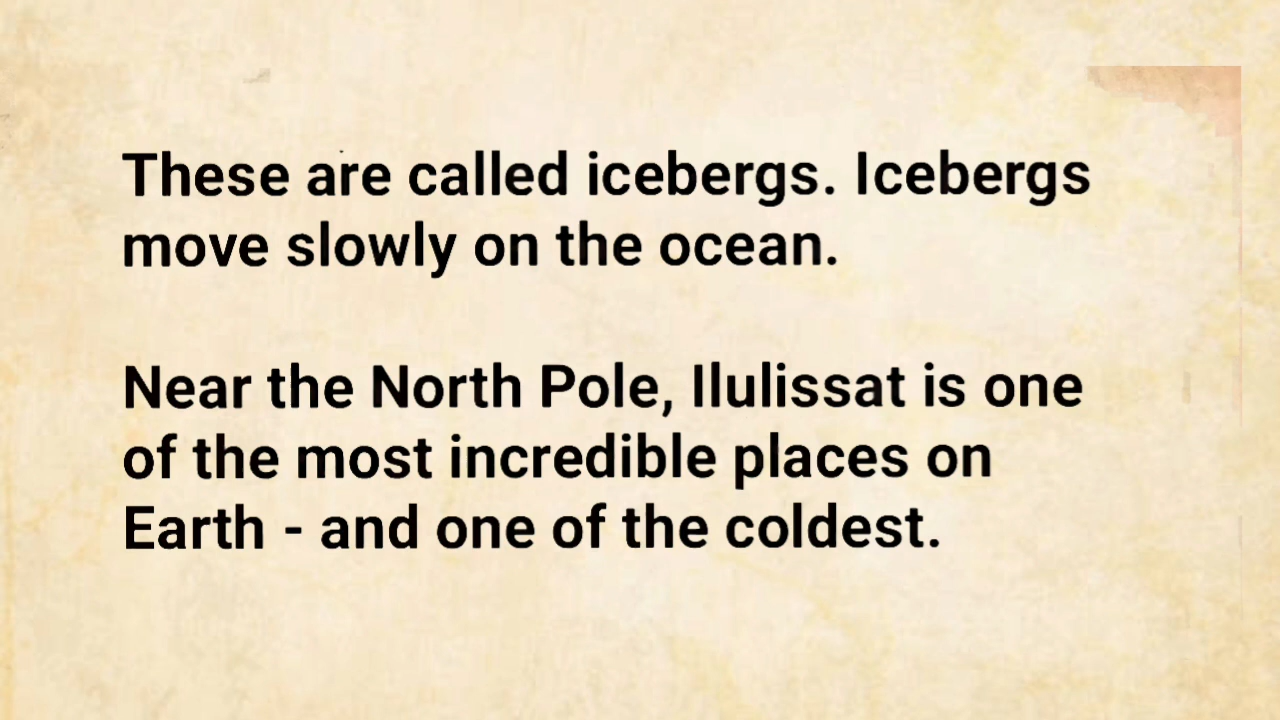 These are called icebergs. Icebergs
move slowly on the ocean.
Near the North Pole, Ilulissat is one
of the most incredible places on
Earth - and one of the coldest.